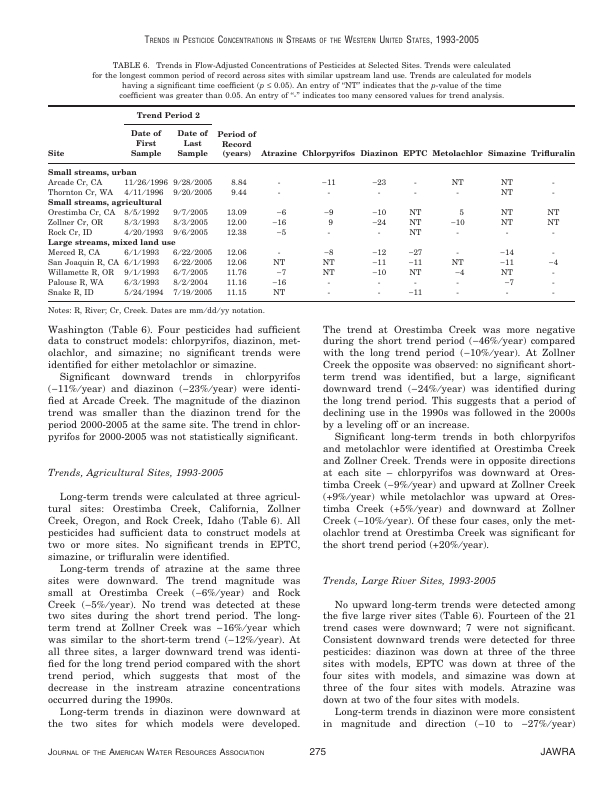 TRENDS IN PESTICIDE CONCENTRATIONS IN STREAMS OF THE WESTERN UNITED STATES, 1993-2005
TABLE 6. Trends in Flow-Adjusted Concentrations of Pesticides at Selected Sites. Trends were calculated
for the longest common period of record across sites with similar upstream land use. Trends are calculated for models
having a significant time coefficient (p ≤ 0.05). An entry of “NT” indicates that the p-value of the time
coefficient was greater than 0.05. An entry of “-” indicates too many censored values for trend analysis.
Trend Period 2
Site Date of First Sample Date of Last Sample Period of Record (years) Atrazine Chlorpyrifos Diazinon EPTC Metolachlor Simazine Trifluralin
Small streams, urban
Arcade Cr, CA 11/26/1996 9/28/2005 8.84 - −11 −23 - NT NT -
Thornton Cr, WA 4/11/1996 9/20/2005 9.44 - - - - - NT -
Small streams, agricultural
Orestimba Cr, CA 8/5/1992 9/7/2005 13.09 −6 −9 −10 NT 5 NT NT
Zollner Cr, OR 8/3/1993 8/3/2005 12.00 −16 9 −24 NT −10 NT NT
Rock Cr, ID 4/20/1993 9/6/2005 12.38 −5 - - NT - - -
Large streams, mixed land use
Merced R, CA 6/1/1993 6/22/2005 12.06 - −8 −12 −27 - −14 -
San Joaquin R, CA 6/1/1993 6/22/2005 12.06 NT NT −11 −11 NT −11 −4
Willamette R, OR 9/1/1993 6/7/2005 11.76 −7 NT −10 NT −4 NT -
Palouse R, WA 6/3/1993 8/2/2004 11.16 −16 - - - - −7 -
Snake R, ID 5/24/1994 7/19/2005 11.15 NT - - −11 - - -
Notes: R, River; Cr, Creek. Dates are mm/dd/yy notation.
Washington (Table 6). Four pesticides had sufficient
data to construct models: chlorpyrifos, diazinon, met-
olachlor, and simazine; no significant trends were
identified for either metolachlor or simazine.
Significant downward trends in chlorpyrifos
(−11%⁄year) and diazinon (−23%⁄year) were identi-
fied at Arcade Creek. The magnitude of the diazinon
trend was smaller than the diazinon trend for the
period 2000-2005 at the same site. The trend in chlor-
pyrifos for 2000-2005 was not statistically significant.
Trends, Agricultural Sites, 1993-2005
Long-term trends were calculated at three agricul-
tural sites: Orestimba Creek, California, Zollner
Creek, Oregon, and Rock Creek, Idaho (Table 6). All
pesticides had sufficient data to construct models at
two or more sites. No significant trends in EPTC,
simazine, or trifluralin were identified.
Long-term trends of atrazine at the same three
sites were downward. The trend magnitude was
small at Orestimba Creek (−6%⁄year) and Rock
Creek (−5%⁄year). No trend was detected at these
two sites during the short trend period. The long-
term trend at Zollner Creek was −16%⁄year which
was similar to the short-term trend (−12%⁄year). At
all three sites, a larger downward trend was identi-
fied for the long trend period compared with the short
trend period, which suggests that most of the
decrease in the instream atrazine concentrations
occurred during the 1990s.
Long-term trends in diazinon were downward at
the two sites for which models were developed.
The trend at Orestimba Creek was more negative
during the short trend period (−46%⁄year) compared
with the long trend period (−10%⁄year). At Zollner
Creek the opposite was observed: no significant short-
term trend was identified, but a large, significant
downward trend (−24%⁄year) was identified during
the long trend period. This suggests that a period of
declining use in the 1990s was followed in the 2000s
by a leveling off or an increase.
Significant long-term trends in both chlorpyrifos
and metolachlor were identified at Orestimba Creek
and Zollner Creek. Trends were in opposite directions
at each site – chlorpyrifos was downward at Ores-
timba Creek (−9%⁄year) and upward at Zollner Creek
(+9%⁄year) while metolachlor was upward at Ores-
timba Creek (+5%⁄year) and downward at Zollner
Creek (−10%⁄year). Of these four cases, only the met-
olachlor trend at Orestimba Creek was significant for
the short trend period (+20%⁄year).
Trends, Large River Sites, 1993-2005
No upward long-term trends were detected among
the five large river sites (Table 6). Fourteen of the 21
trend cases were downward; 7 were not significant.
Consistent downward trends were detected for three
pesticides: diazinon was down at three of the three
sites with models, EPTC was down at three of the
four sites with models, and simazine was down at
three of the four sites with models. Atrazine was
down at two of the four sites with models.
Long-term trends in diazinon were more consistent
in magnitude and direction (−10 to −27%⁄year)
JOURNAL OF THE AMERICAN WATER RESOURCES ASSOCIATION 275 JAWRA